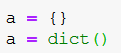 a = {}
a = dict()